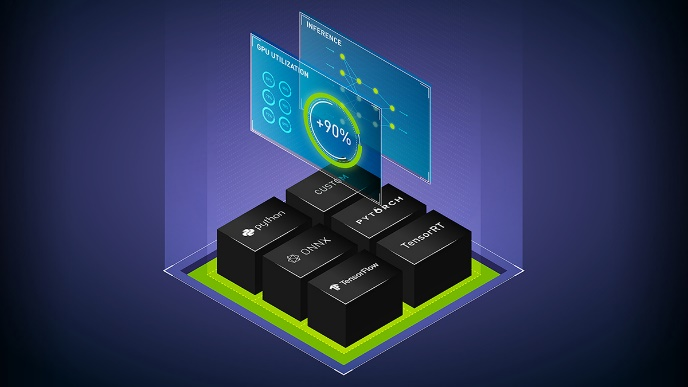 INFERENCE
GPU UTILIZATION
+90%
CUSTOM
python
PYTORCH
ONNX
TensorRT
TensorFlow